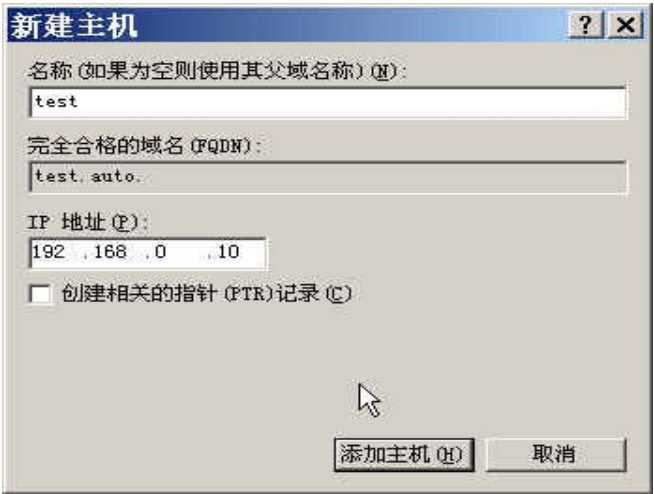 新建主机
名称(如果为空则使用其父域名称)(N):
test
完全合格的域名(FQDN):
test.auto.
IP 地址(P):
192 .168 .0 .10
创建相关的指针(PTR)记录(C)
添加主机(H) 取消